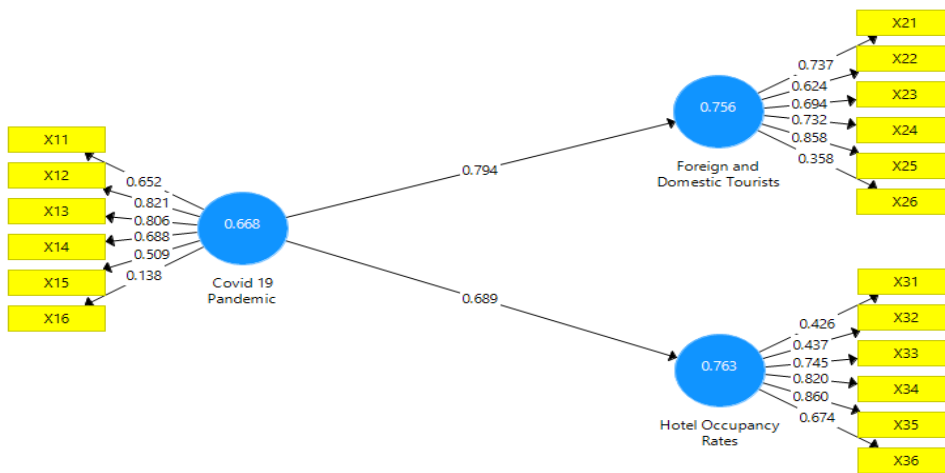 X11
X12
X13
X14
X15
X16
0.652
0.821
0.806
0.688
0.509
0.138
0.668
Covid 19
Pandemic
0.794
0.689
0.756
Foreign and
Domestic Tourists
0.737
0.624
0.694
0.732
0.858
0.358
X21
X22
X23
X24
X25
X26
0.763
Hotel Occupancy
Rates
0.426
0.437
0.745
0.820
0.860
0.674
X31
X32
X33
X34
X35
X36